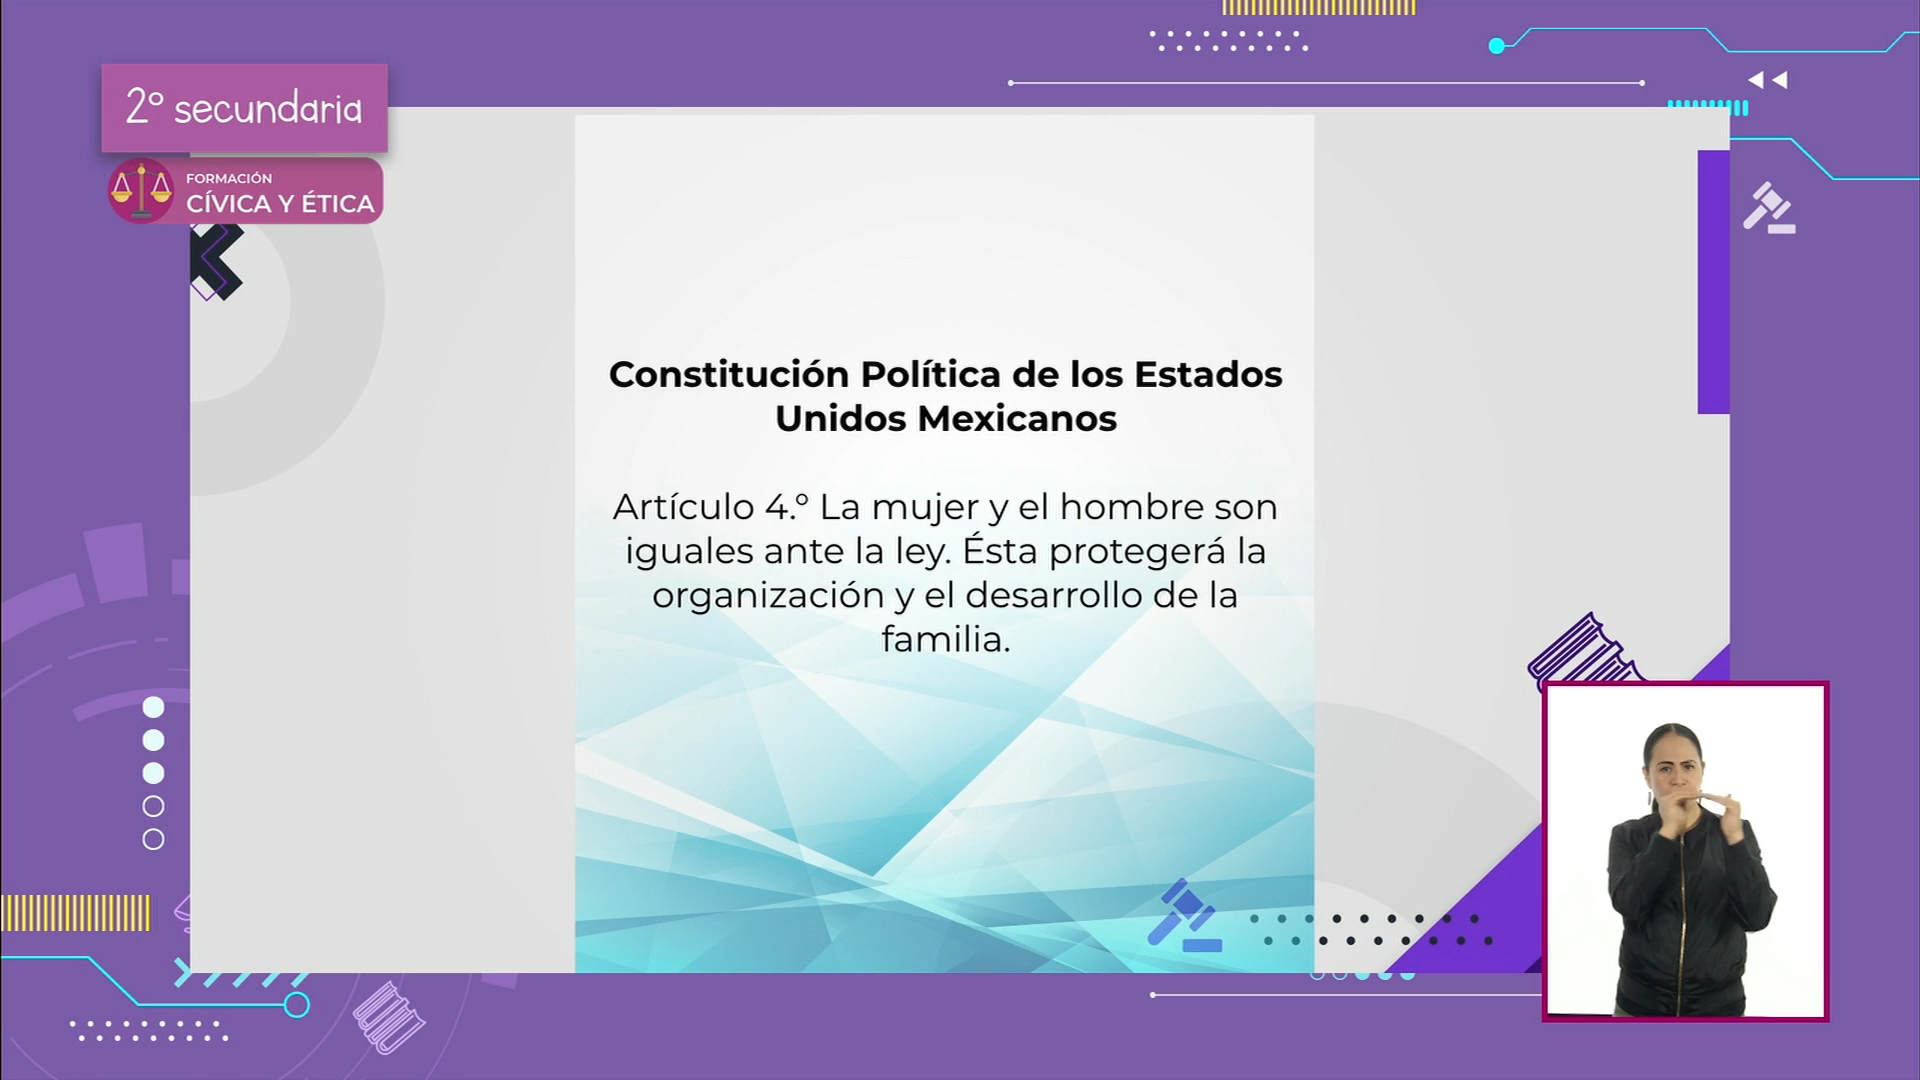 2° secundaria
FORMACIÓN
CÍVICA Y ÉTICA
Constitución Política de los Estados
Unidos Mexicanos
Artículo 4.° La mujer y el hombre son
iguales ante la ley. Ésta protegerá la
organización y el desarrollo de la
familia.